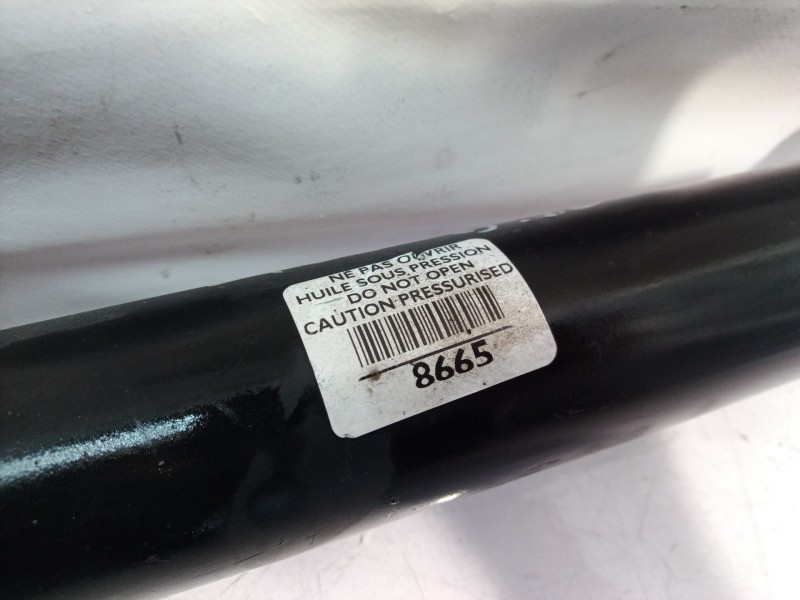 NE PAS OUVRIR
HUILE SOUS PRESSION
DO NOT OPEN
CAUTION PRESSURISED
8665